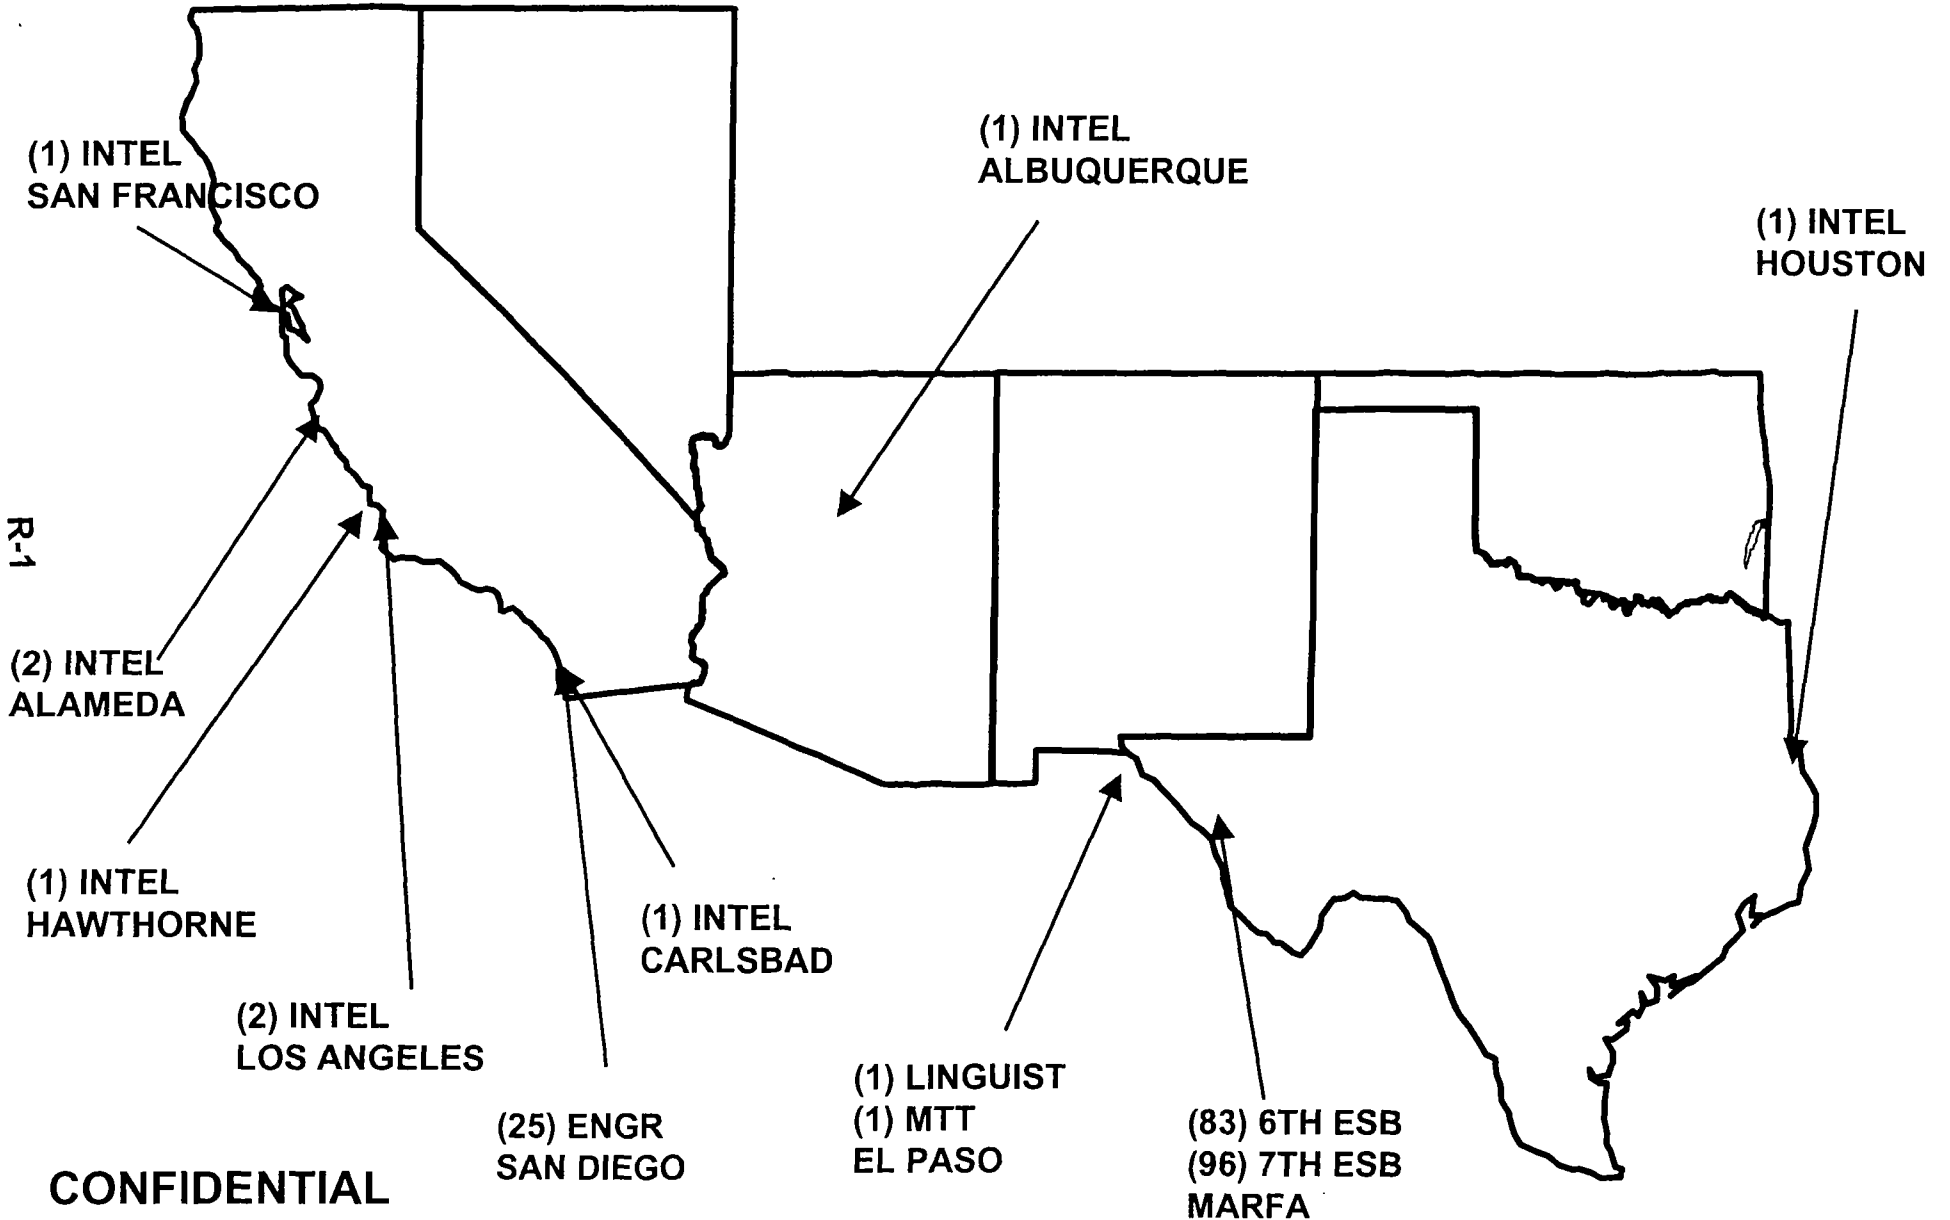 (1) INTEL
SAN FRANCISCO
(1) INTEL
ALBUQUERQUE
(1) INTEL
HOUSTON
R-1
(2) INTEL
ALAMEDA
(1) INTEL
HAWTHORNE
(1) INTEL
CARLSBAD
(2) INTEL
LOS ANGELES
(25) ENGR
SAN DIEGO
(1) LINGUIST
(1) MTT
EL PASO
(83) 6TH ESB
(96) 7TH ESB
MARFA
CONFIDENTIAL